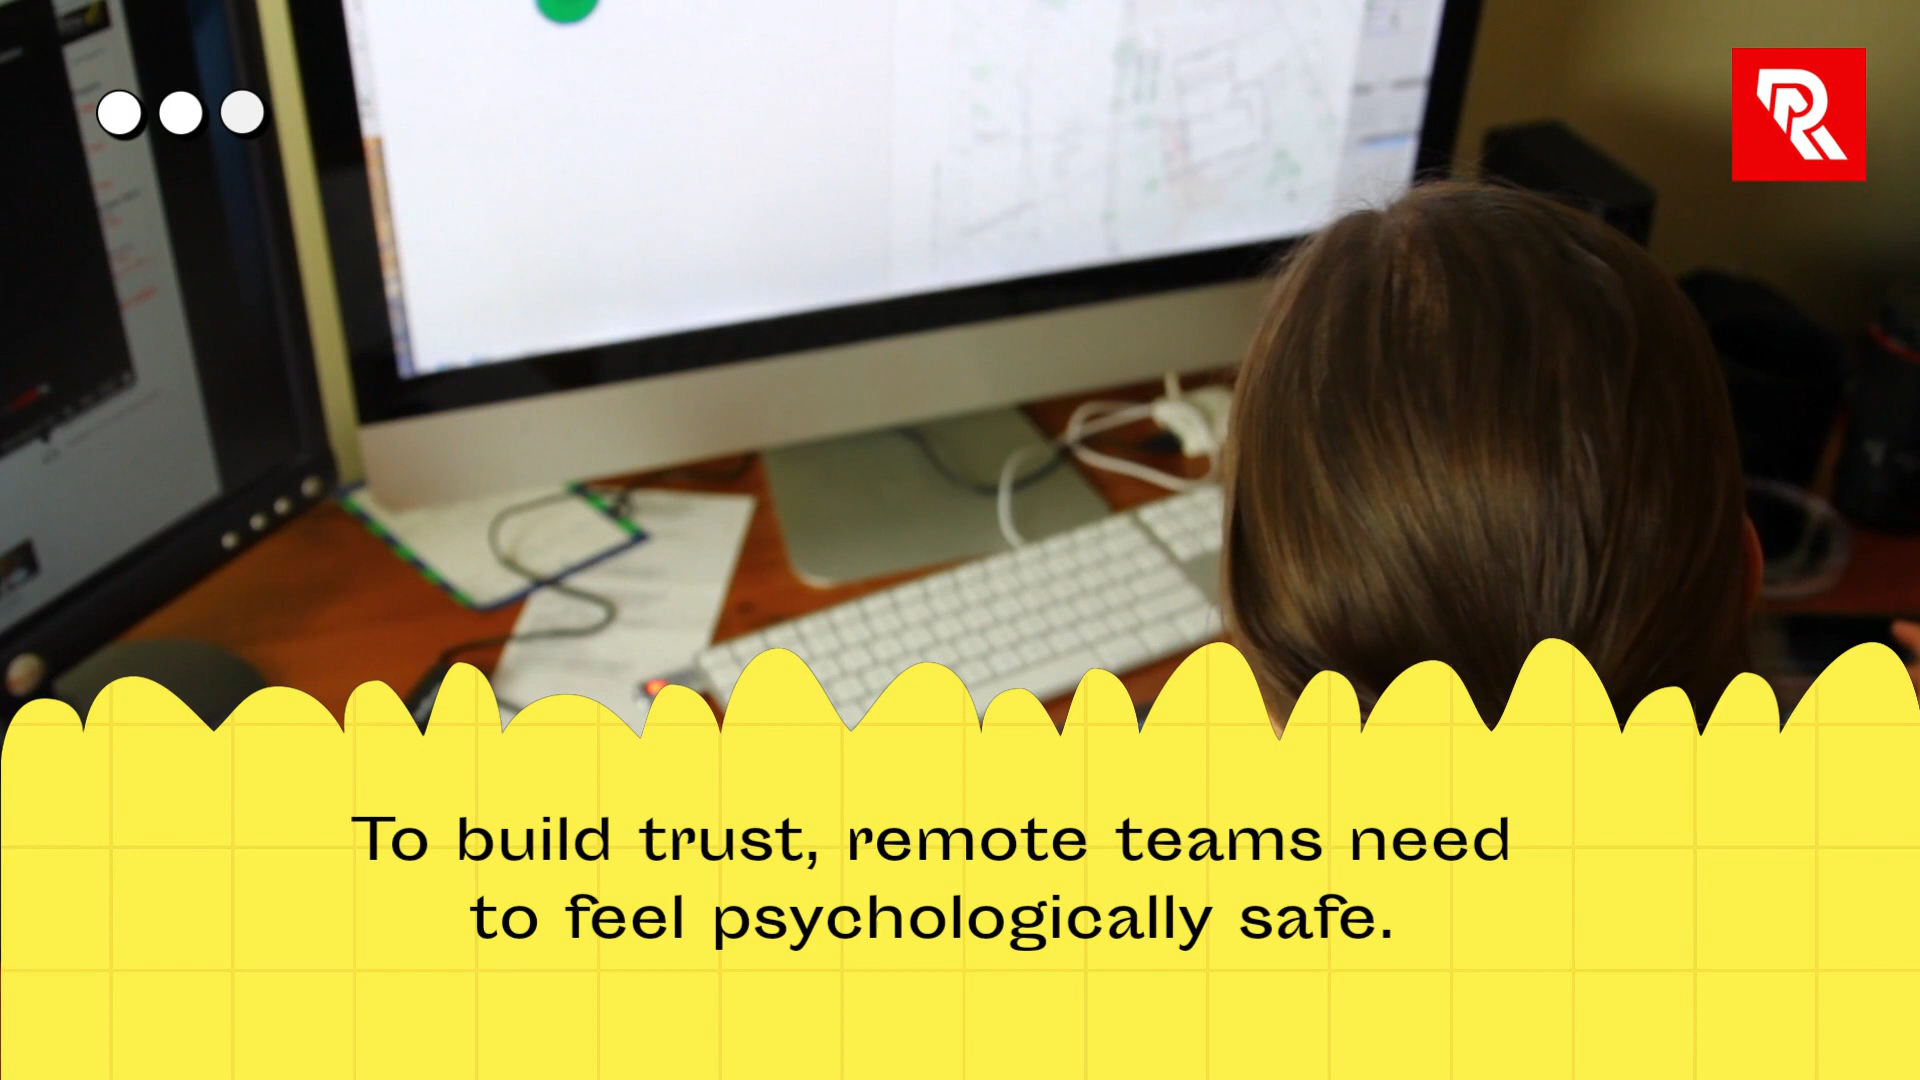 To build trust, remote teams need
to feel psychologically safe.